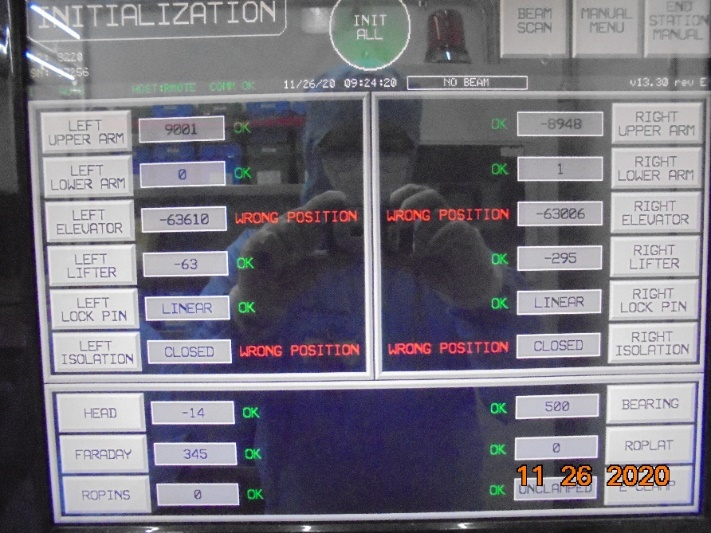 INITIALIZATION
INIT ALL
BEAM SCAN
MANUAL MENU
END STATION MANUAL
HOST:RMOTE COMM OK 11/26/20 09:24:20 NO BEAM v13.30 rev E
LEFT UPPER ARM 9001 OK
OK -8948 RIGHT UPPER ARM
LEFT LOWER ARM 0 OK
OK 1 RIGHT LOWER ARM
LEFT ELEVATOR -63610 WRONG POSITION
WRONG POSITION -63006 RIGHT ELEVATOR
LEFT LIFTER -63 OK
OK -295 RIGHT LIFTER
LEFT LOCK PIN LINEAR OK
OK LINEAR RIGHT LOCK PIN
LEFT ISOLATION CLOSED WRONG POSITION
WRONG POSITION CLOSED RIGHT ISOLATION
HEAD -14 OK
OK 500 BEARING
FARADAY 345 OK
OK 0 ROPLAT
ROPINS 0 OK
OK UNCLAMPED
11 26 2020